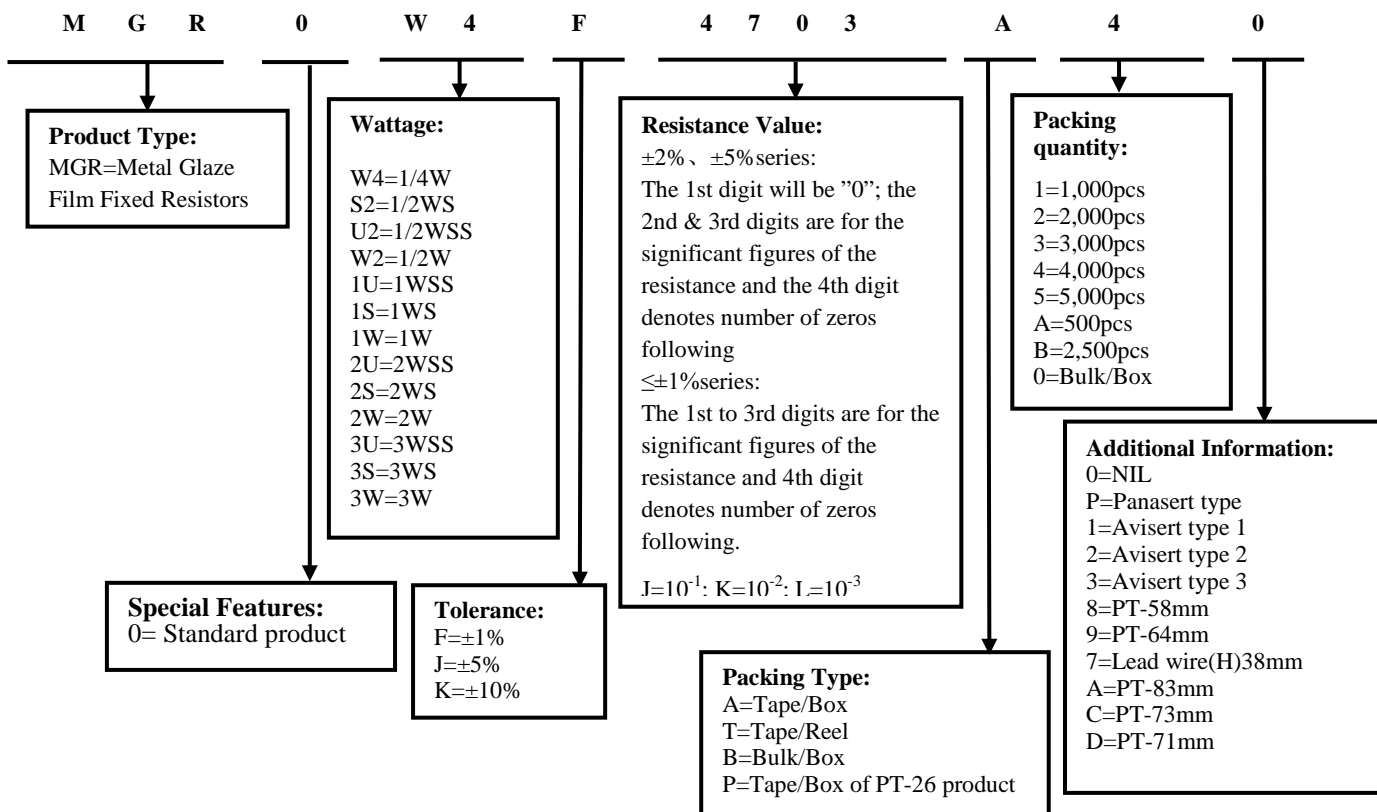 M G R 0 W 4 F 4 7 0 3 A 4 0
Product Type:
MGR=Metal Glaze
Film Fixed Resistors
Wattage:
W4=1/4W
S2=1/2WS
U2=1/2WSS
W2=1/2W
1U=1WSS
1S=1WS
1W=1W
2U=2WSS
2S=2WS
2W=2W
3U=3WSS
3S=3WS
3W=3W
Resistance Value:
±2%、±5%series:
The 1st digit will be ”0”; the
2nd & 3rd digits are for the
significant figures of the
resistance and the 4th digit
denotes number of zeros
following
≤±1%series:
The 1st to 3rd digits are for the
significant figures of the
resistance and 4th digit
denotes number of zeros
following.
J=10⁻¹; K=10⁻²; L=10⁻³
Packing
quantity:
1=1,000pcs
2=2,000pcs
3=3,000pcs
4=4,000pcs
5=5,000pcs
A=500pcs
B=2,500pcs
0=Bulk/Box
Special Features:
0= Standard product
Tolerance:
F=±1%
J=±5%
K=±10%
Packing Type:
A=Tape/Box
T=Tape/Reel
B=Bulk/Box
P=Tape/Box of PT-26 product
Additional Information:
0=NIL
P=Panasert type
1=Avisert type 1
2=Avisert type 2
3=Avisert type 3
8=PT-58mm
9=PT-64mm
7=Lead wire(H)38mm
A=PT-83mm
C=PT-73mm
D=PT-71mm